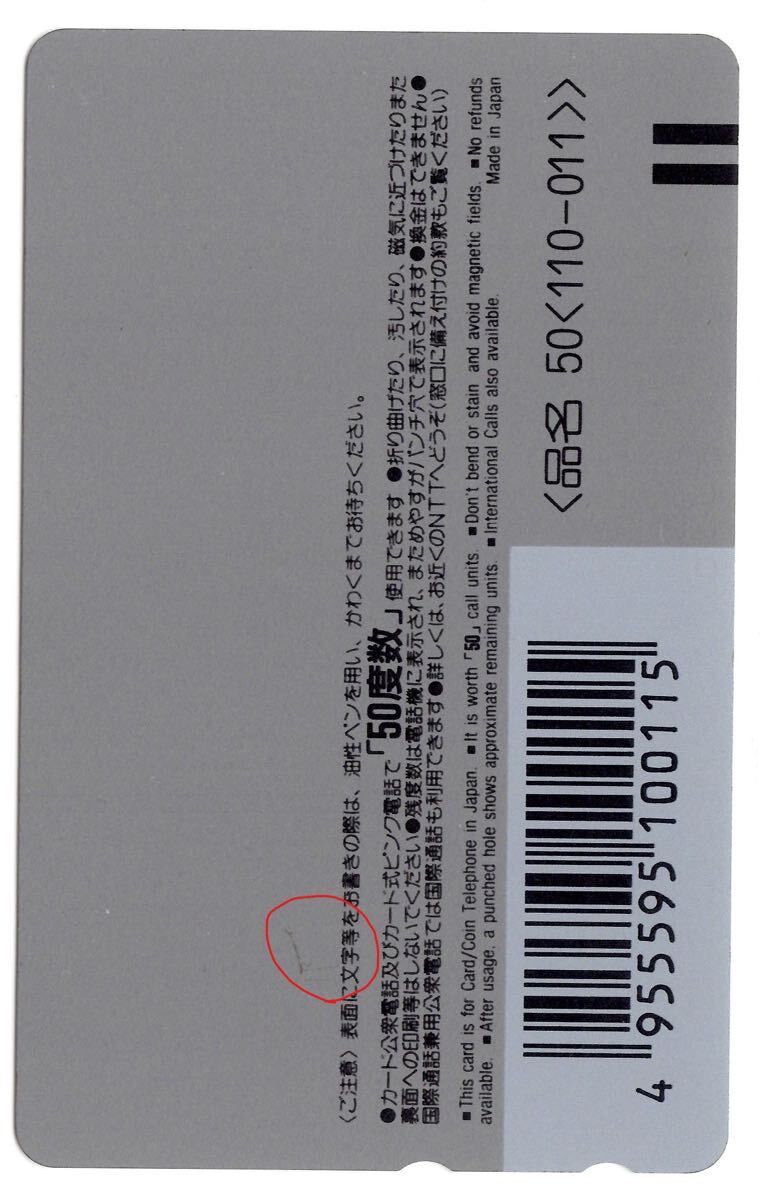 〈ご注意〉表面に文字等をお書きの際は、油性ペンを用い、かわくまでお待ちください。
●カード公衆電話及びカード式ピンク電話で「50度数」使用できます ●折り曲げたり、汚したり、磁気に近づけたりまた
裏面への印刷等はしないでください●残度数は電話機に表示され、まためやすがパンチ穴で表示されます●換金はできません●
国際通話兼用公衆電話では国際通話も利用できます●詳しくは、お近くのNTTへどうぞ(窓口に備え付けの約款もご覧ください)
■This card is for Card/Coin Telephone in Japan. ■It is worth「50」call units. ■Don't bend or stain and avoid magnetic fields. ■No refunds
available. ■After usage, a punched hole shows approximate remaining units. ■International Calls also available. Made in Japan
〈品名 50〈110-011〉〉
4 955595 100115